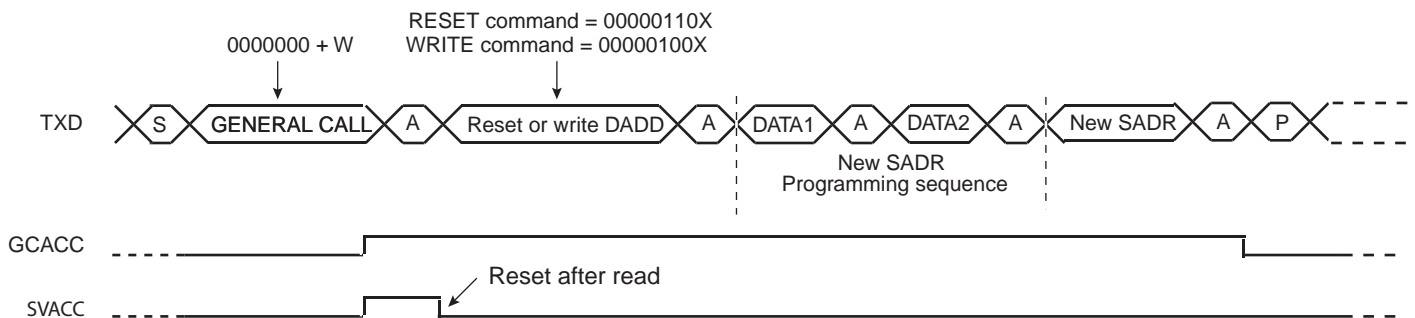 RESET command = 00000110X
0000000 + W
WRITE command = 00000100X
TXD
S
GENERAL CALL
A
Reset or write DADD
A
DATA1
A
DATA2
A
New SADR
A
P
New SADR
Programming sequence
GCACC
Reset after read
SVACC